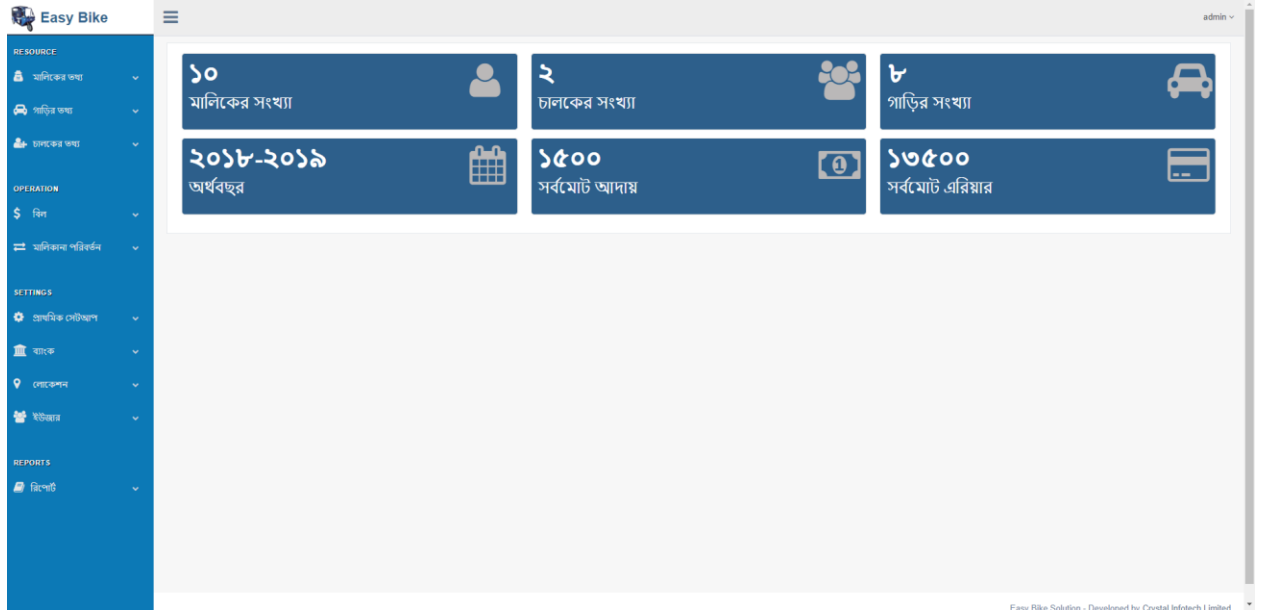 Easy Bike
admin
RESOURCE
মালিকের তথ্য
গাড়ির তথ্য
চালকের তথ্য
OPERATION
$ বিল
মালিকানা পরিবর্তন
SETTINGS
প্রাথমিক সেটআপ
ব্যাংক
লোকেশন
ইউজার
REPORTS
রিপোর্ট
১০
মালিকের সংখ্যা
২
চালকের সংখ্যা
৮
গাড়ির সংখ্যা
২০১৮-২০১৯
অর্থবছর
১৫০০
সর্বমোট আদায়
১৩৫০০
সর্বমোট এরিয়ার
Easy Bike Solution - Developed by Crystal Infotech Limited